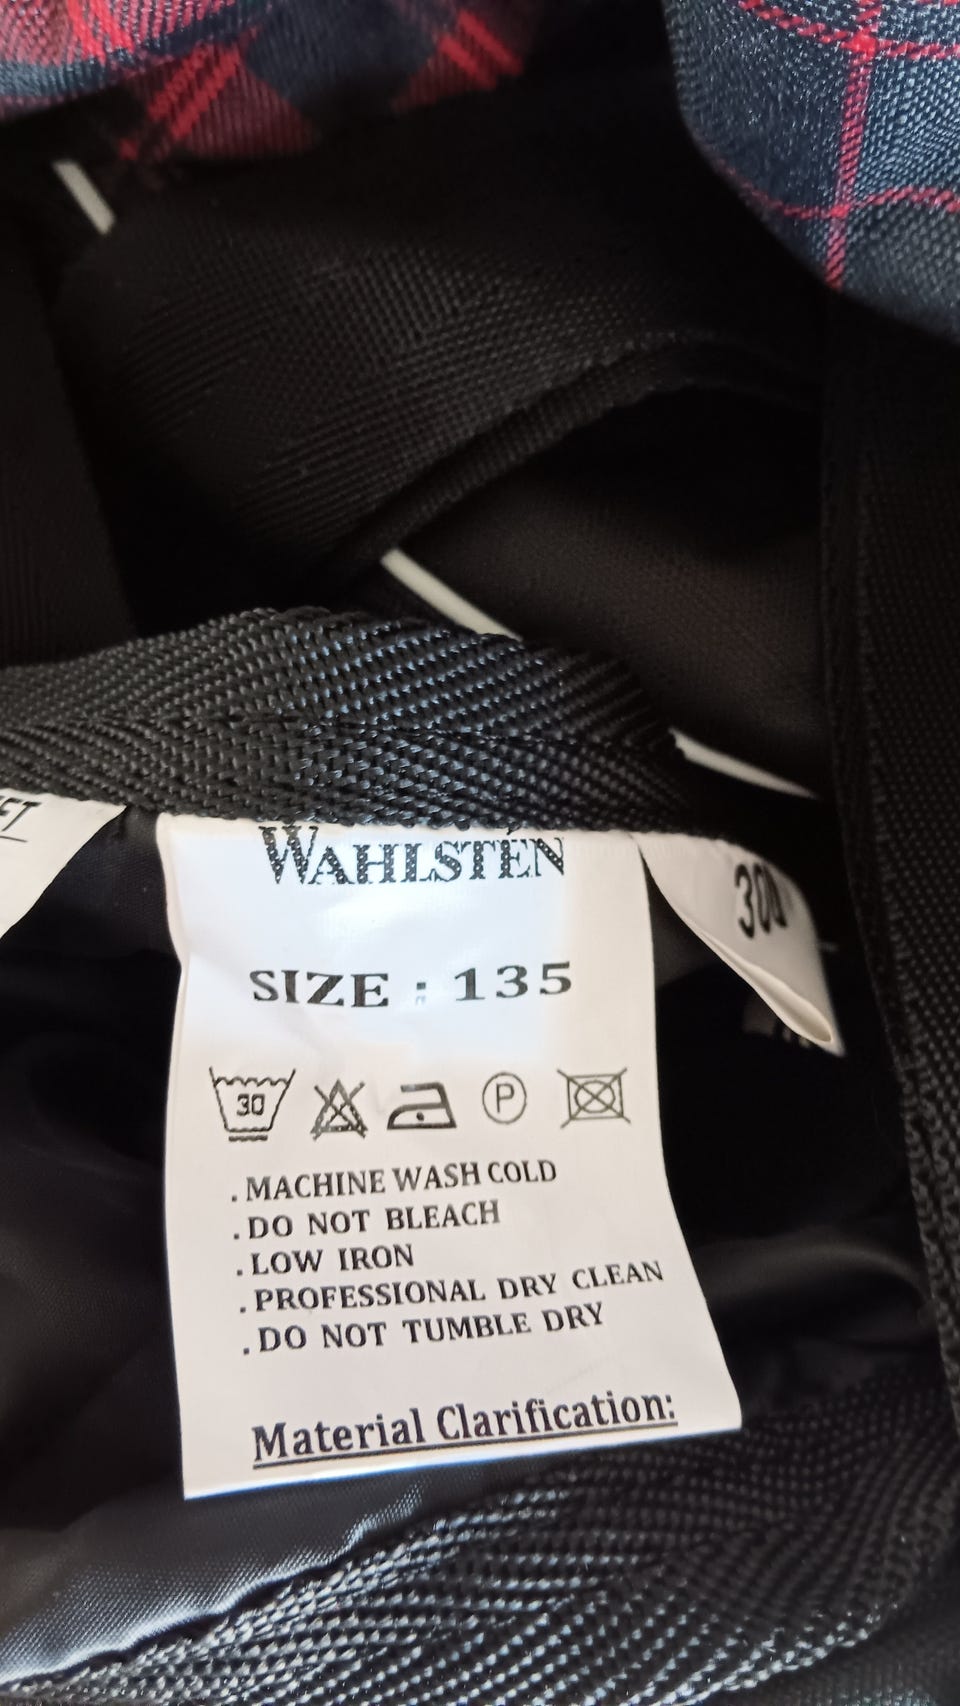 WAHLSTEN
SIZE : 135
300
30
P
. MACHINE WASH COLD
. DO NOT BLEACH
. LOW IRON
. PROFESSIONAL DRY CLEAN
. DO NOT TUMBLE DRY
Material Clarification: